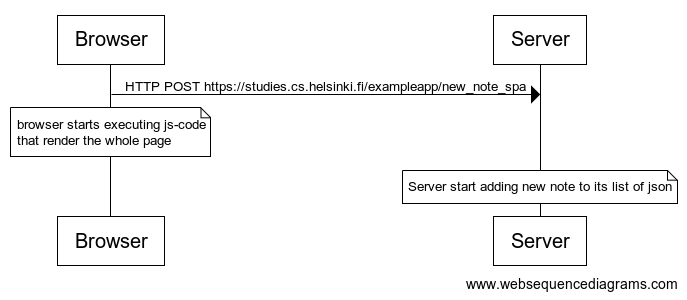 Browser
Server
HTTP POST https://studies.cs.helsinki.fi/exampleapp/new_note_spa
browser starts executing js-code
that render the whole page
Server start adding new note to its list of json
Browser
Server
www.websequencediagrams.com